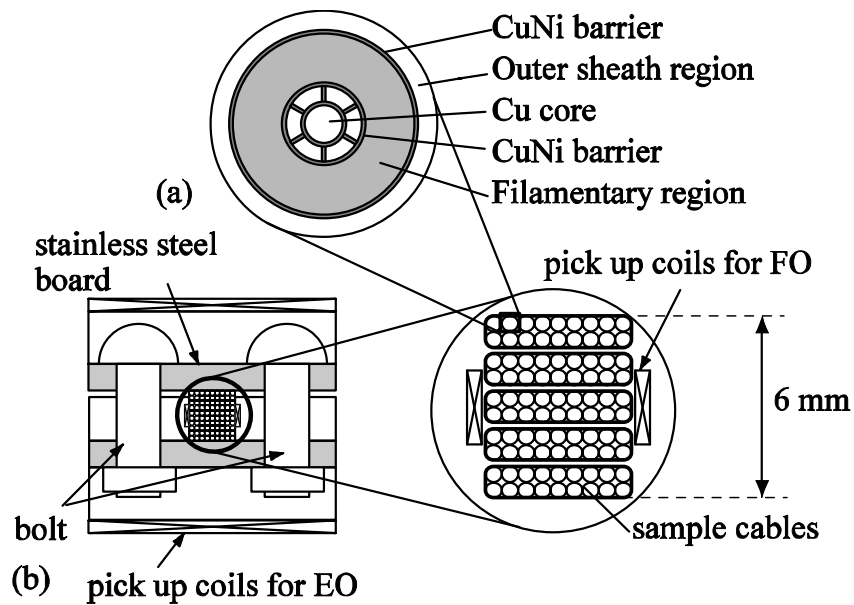 CuNi barrier
Outer sheath region
Cu core
CuNi barrier
Filamentary region
(a)
stainless steel
board
pick up coils for FO
6 mm
bolt
sample cables
(b)
pick up coils for EO